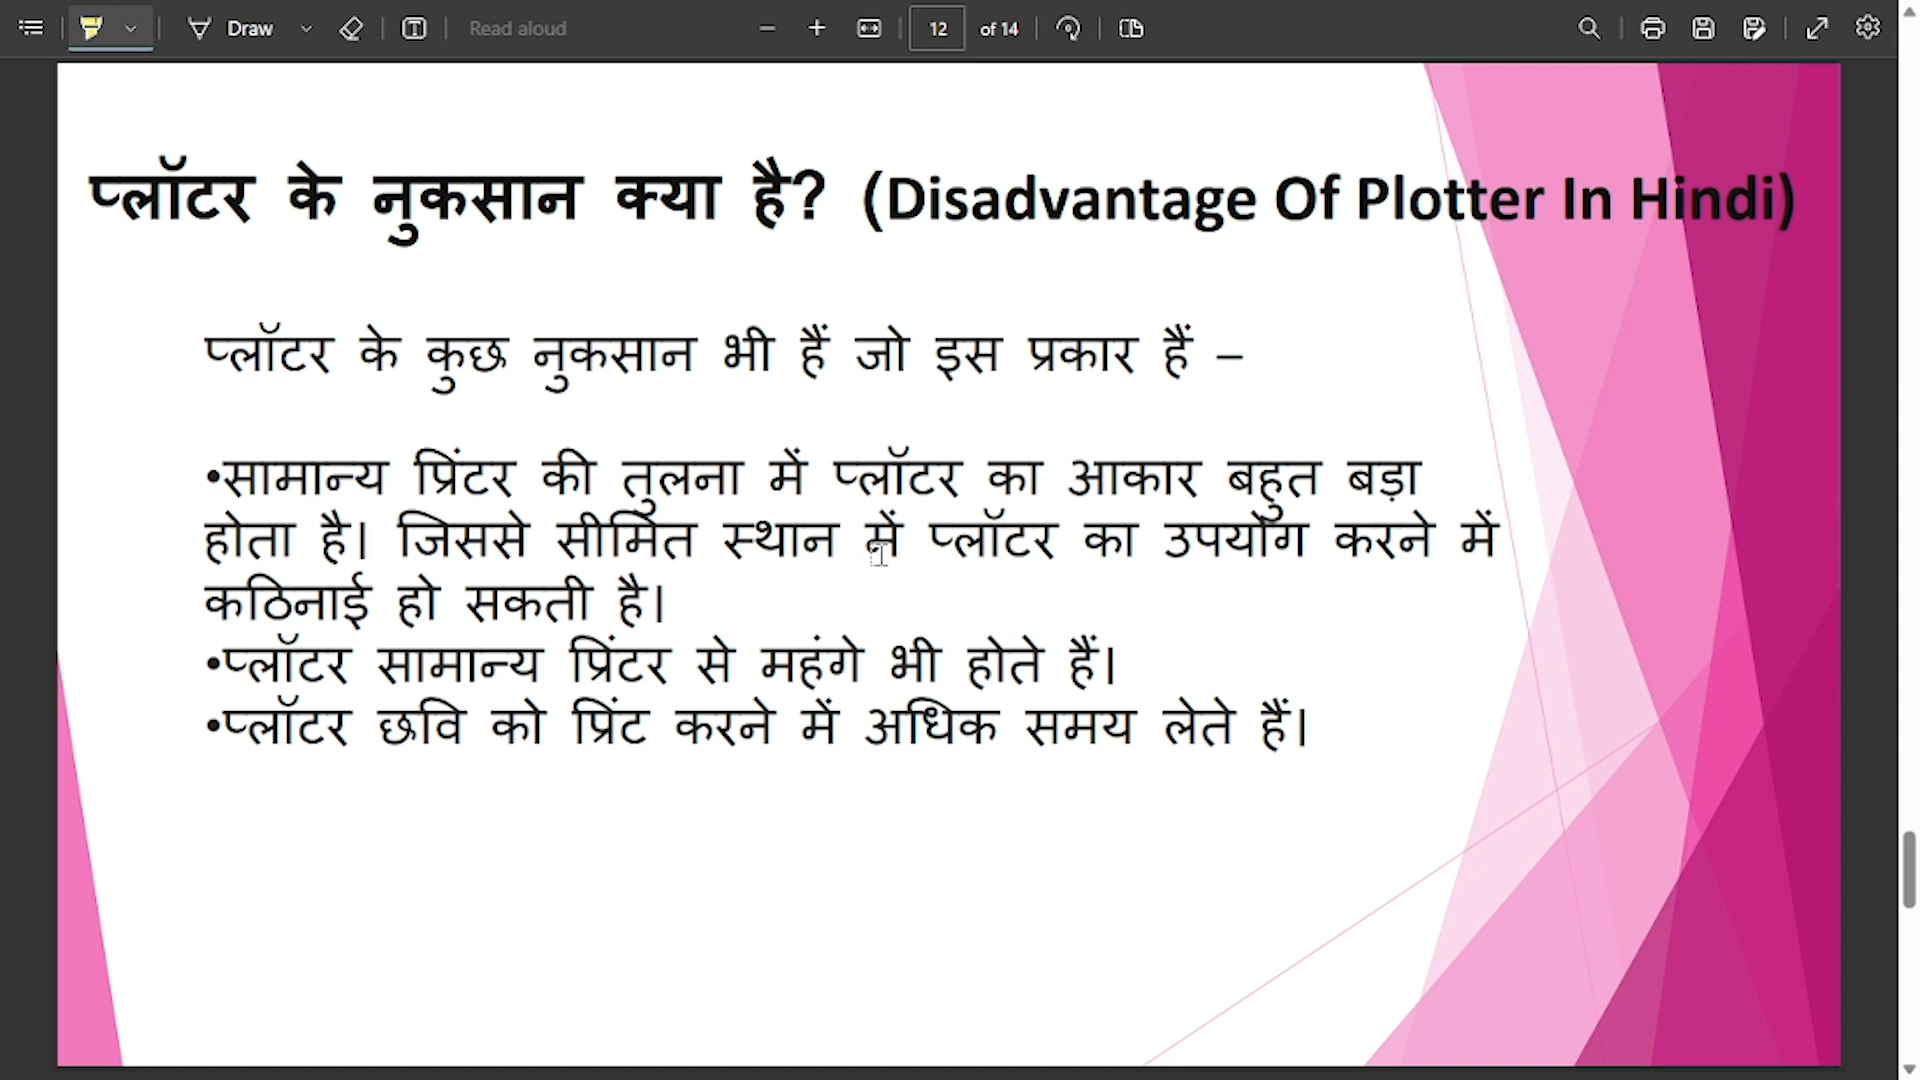 Draw
Read aloud
12 of 14
प्लॉटर के नुकसान क्या है? (Disadvantage Of Plotter In Hindi)
प्लॉटर के कुछ नुकसान भी हैं जो इस प्रकार हैं –
•सामान्य प्रिंटर की तुलना में प्लॉटर का आकार बहुत बड़ा
होता है। जिससे सीमित स्थान में प्लॉटर का उपयोग करने में
कठिनाई हो सकती है।
•प्लॉटर सामान्य प्रिंटर से महंगे भी होते हैं।
•प्लॉटर छवि को प्रिंट करने में अधिक समय लेते हैं।